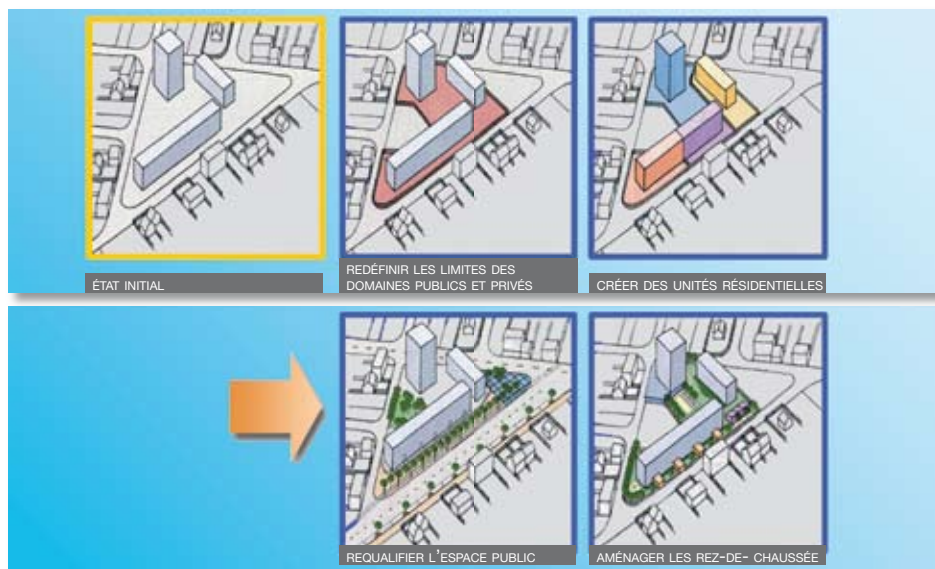 ÉTAT INITIAL
REDÉFINIR LES LIMITES DES
DOMAINES PUBLICS ET PRIVÉS
CRÉER DES UNITÉS RÉSIDENTIELLES
REQUALIFIER L'ESPACE PUBLIC
AMÉNAGER LES REZ-DE- CHAUSSÉE